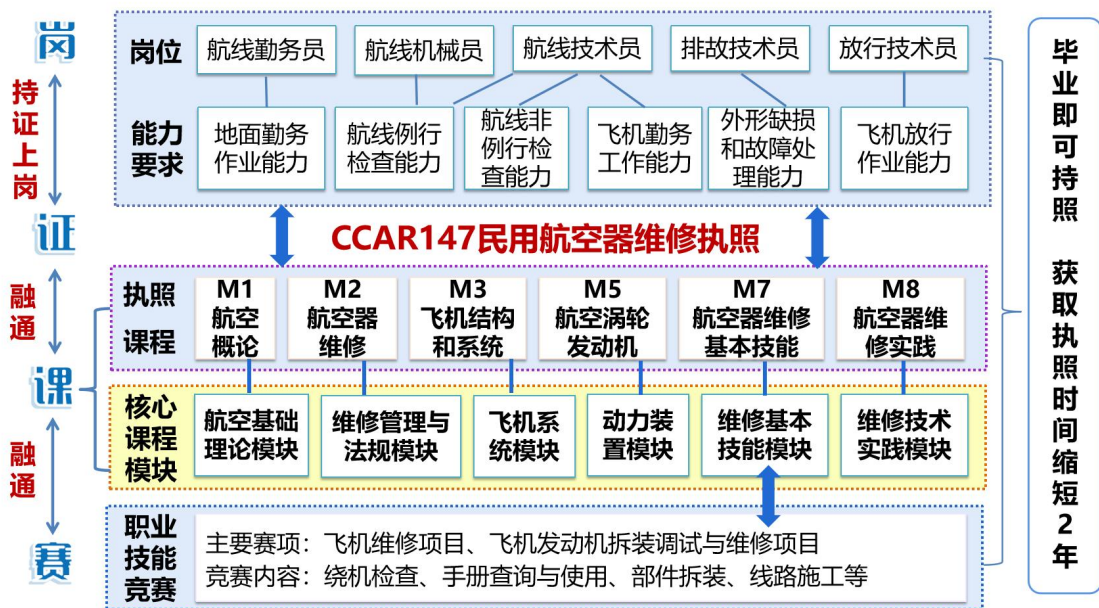 岗
持证上岗
证
融通
课
融通
赛
岗位
航线勤务员
航线机械员
航线技术员
排故技术员
放行技术员
能力
要求
地面勤务
作业能力
航线例行
检查能力
航线非
例行检
查能力
飞机勤务
工作能力
外形缺损
和故障处
理能力
飞机放行
作业能力
CCAR147民用航空器维修执照
执照
课程
M1
航空
概论
M2
航空器
维修
M3
飞机结构
和系统
M5
航空涡轮
发动机
M7
航空器维修
基本技能
M8
航空器维
修实践
核心
课程
模块
航空基础
理论模块
维修管理与
法规模块
飞机系
统模块
动力装
置模块
维修基本
技能模块
维修技术
实践模块
职业
技能
竞赛
主要赛项：飞机维修项目、飞机发动机拆装调试与维修项目
竞赛内容：绕机检查、手册查询与使用、部件拆装、线路施工等
毕业即可持照 获取执照时间缩短2年